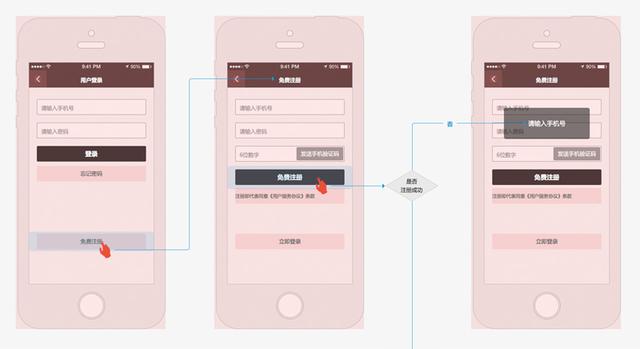 9:41 PM
90%
用户登录
请输入手机号
请输入密码
登录
忘记密码
免费注册
9:41 PM
90%
免费注册
请输入手机号
请输入密码
6位数字
发送手机验证码
免费注册
注册即代表同意《用户服务协议》条款
立即登录
是否
注册成功
否
9:41 PM
90%
免费注册
请输入手机号
请输入手机号
请输入密码
6位数字
发送手机验证码
免费注册
注册即代表同意《用户服务协议》条款
立即登录